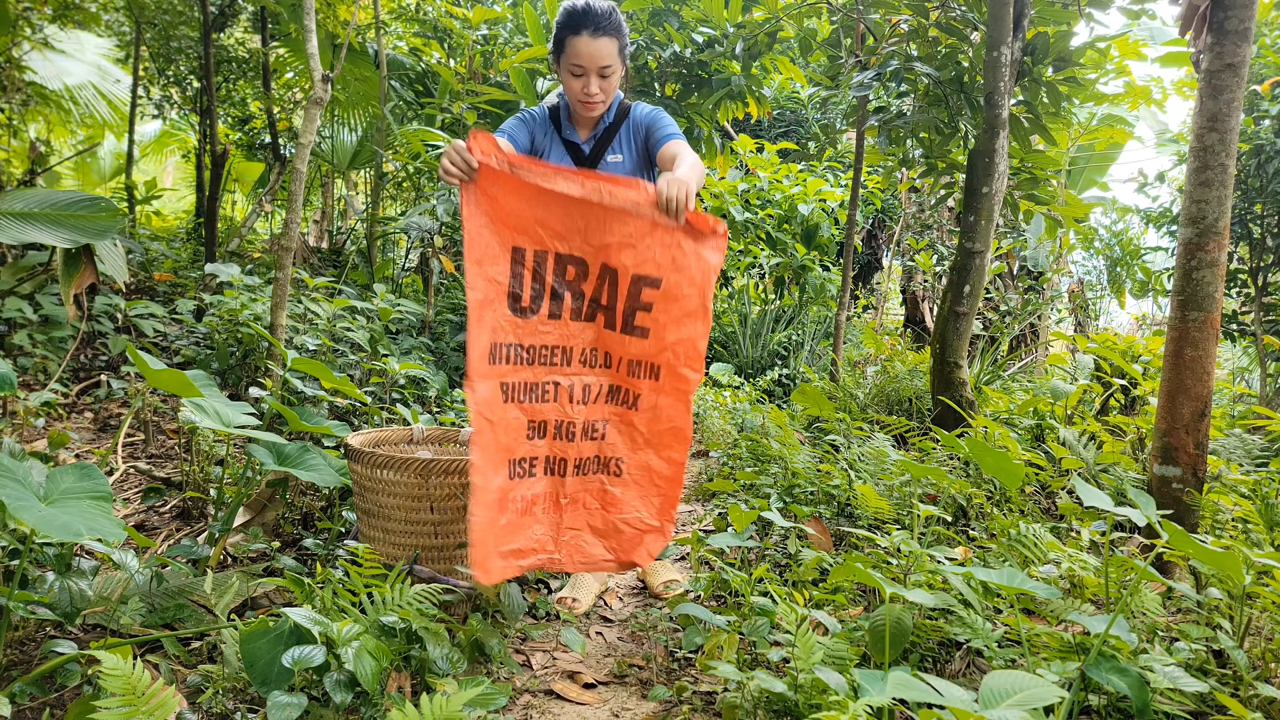 URAE
NITROGEN 46.0 / MIN
BIURET 1.0 / MAX
50 KG NET
USE NO HOOKS